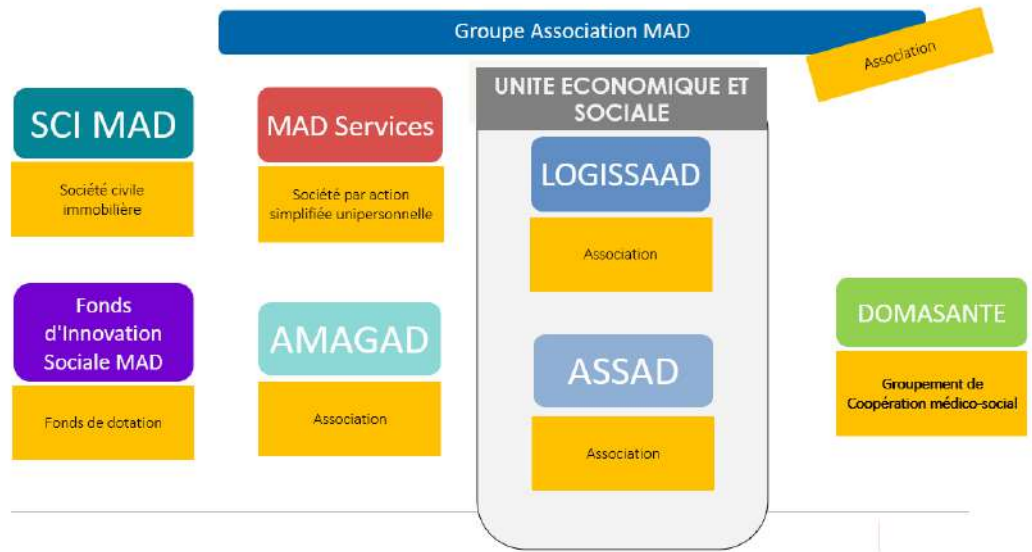 Groupe Association MAD
Association
UNITE ECONOMIQUE ET
SOCIALE
SCI MAD
Société civile
immobilière
MAD Services
Société par action
simplifiée unipersonnelle
LOGISSAAD
Association
Fonds
d'Innovation
Sociale MAD
Fonds de dotation
AMAGAD
Association
ASSAD
Association
DOMASANTE
Groupement de
Coopération médico-social